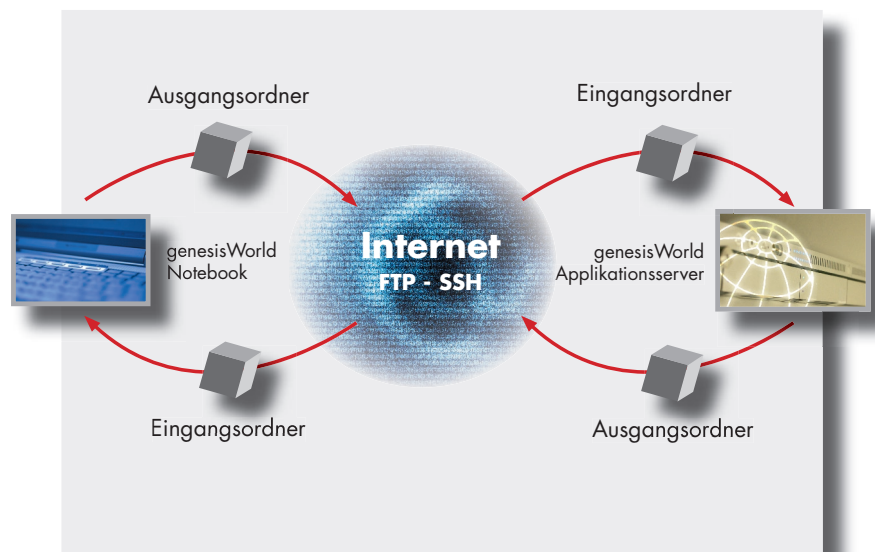 Ausgangsordner
Eingangsordner
genesisWorld
Notebook
Internet
FTP - SSH
genesisWorld
Applikationsserver
Eingangsordner
Ausgangsordner